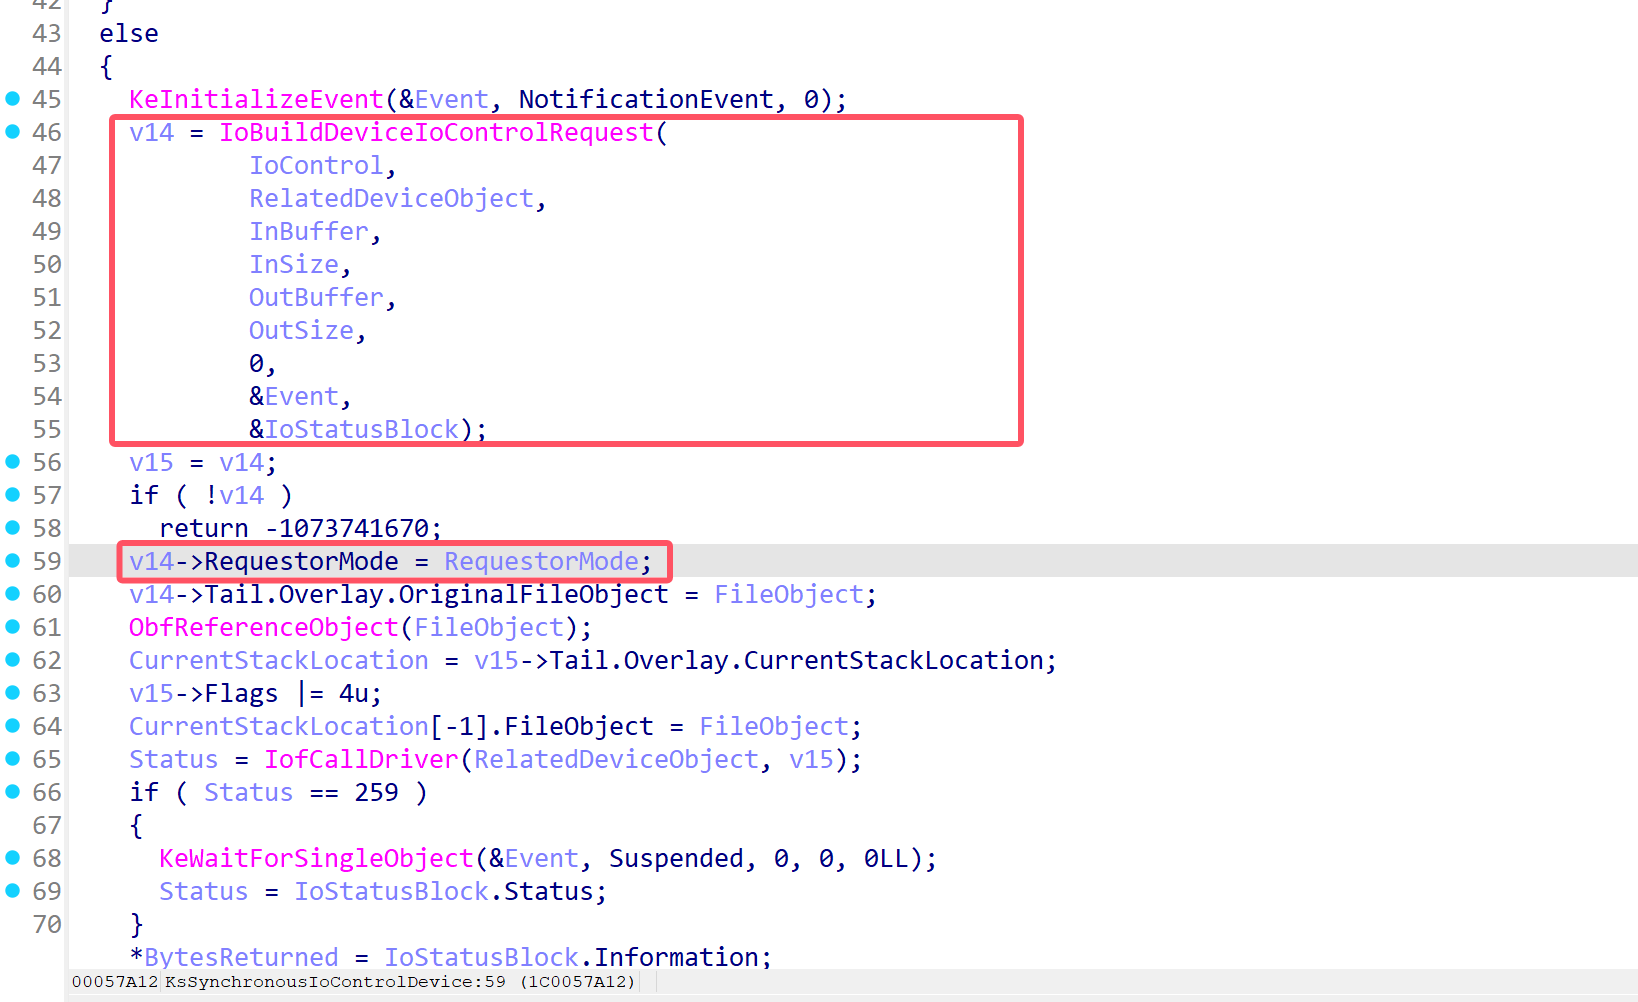 42 }
43 else
44 {
45 KeInitializeEvent(&Event, NotificationEvent, 0);
46 v14 = IoBuildDeviceIoControlRequest(
47 IoControl,
48 RelatedDeviceObject,
49 InBuffer,
50 InSize,
51 OutBuffer,
52 OutSize,
53 0,
54 &Event,
55 &IoStatusBlock);
56 v15 = v14;
57 if ( !v14 )
58 return -1073741670;
59 v14->RequestorMode = RequestorMode;
60 v14->Tail.Overlay.OriginalFileObject = FileObject;
61 ObfReferenceObject(FileObject);
62 CurrentStackLocation = v15->Tail.Overlay.CurrentStackLocation;
63 v15->Flags |= 4u;
64 CurrentStackLocation[-1].FileObject = FileObject;
65 Status = IofCallDriver(RelatedDeviceObject, v15);
66 if ( Status == 259 )
67 {
68 KeWaitForSingleObject(&Event, Suspended, 0, 0, 0LL);
69 Status = IoStatusBlock.Status;
70 }
*BytesReturned = IoStatusBlock.Information;
00057A12 KsSynchronousIoControlDevice:59 (1C0057A12)